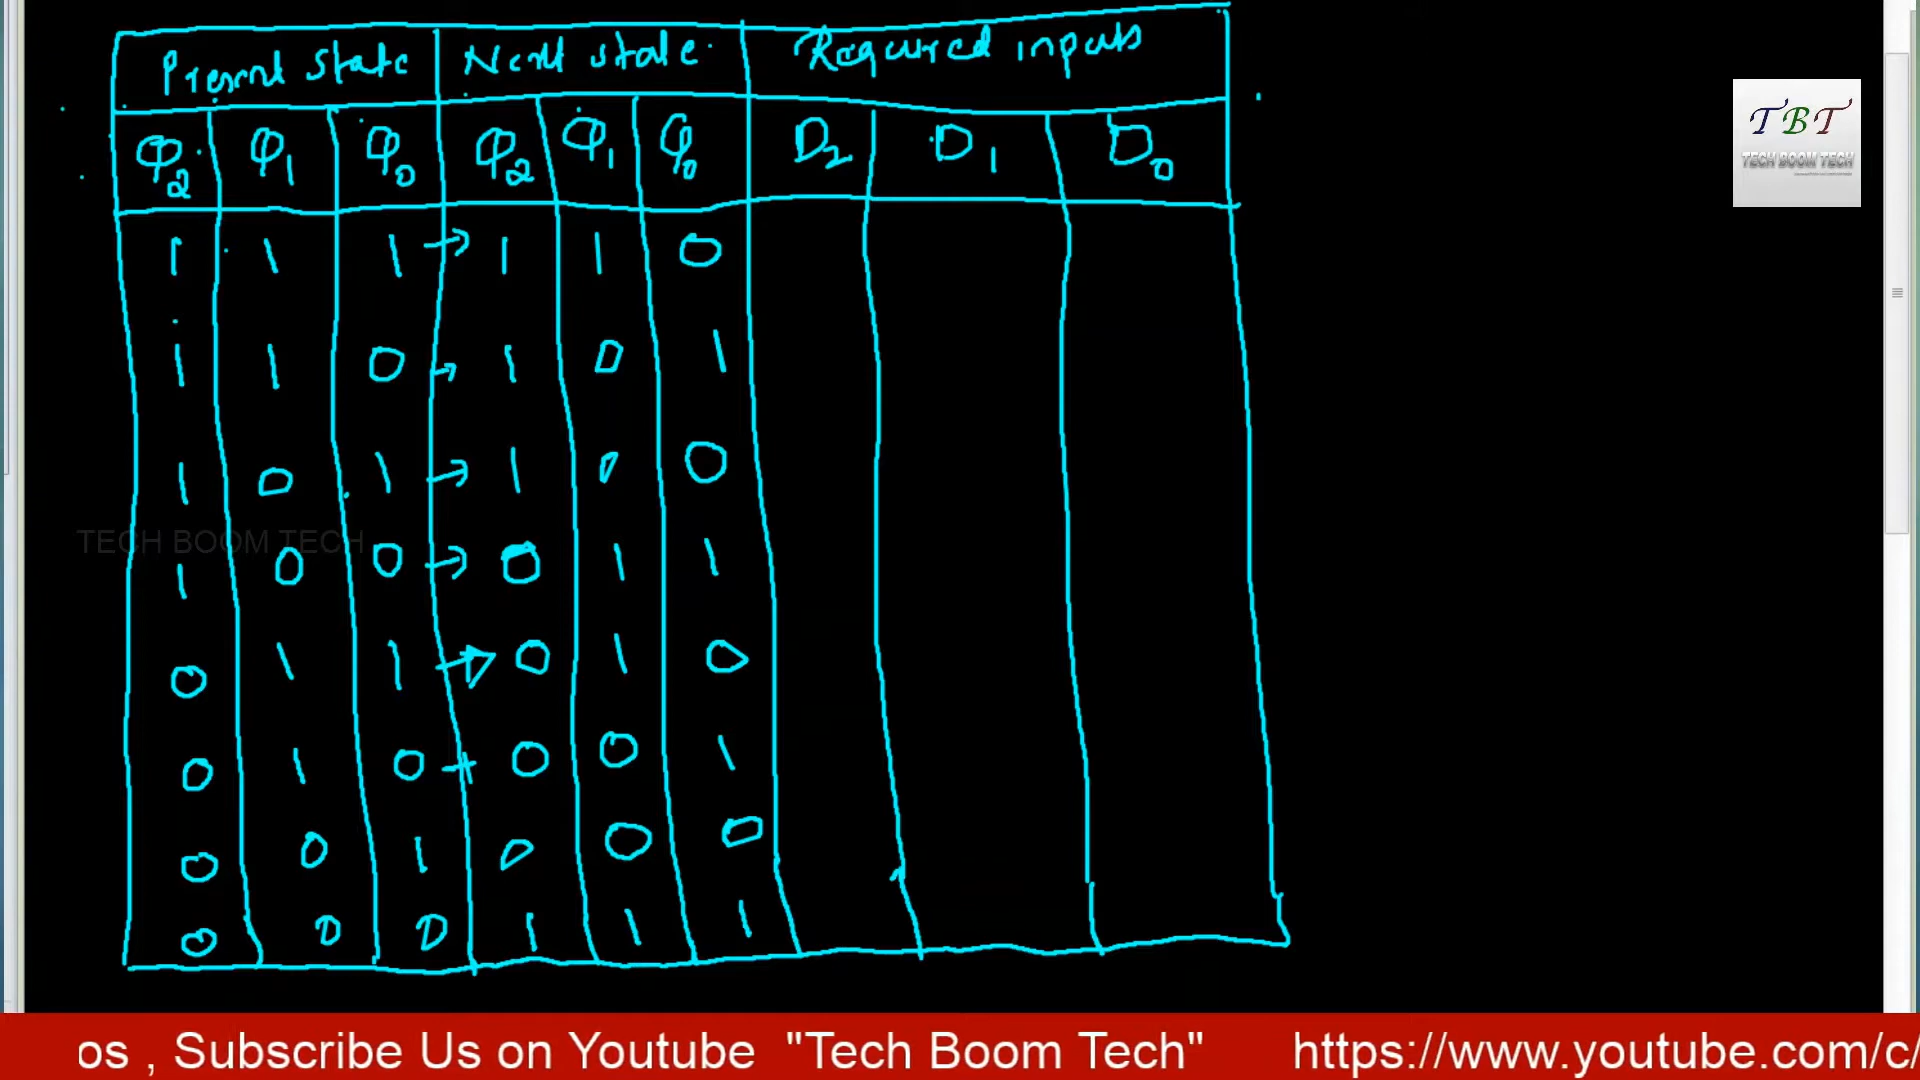 Present state Next state Required inputs
Q2 Q1 Q0 Q2 Q1 Q0 D2 D1 D0
1 1 1 → 1 1 0
1 1 0 → 1 0 1
1 0 1 → 1 0 0
1 0 0 → 0 1 1
0 1 1 → 0 1 0
0 1 0 → 0 0 1
0 0 1 0 0 0
0 0 0 1 1 1
TBT
TECH BOOM TECH
TECH BOOM TECH
os , Subscribe Us on Youtube "Tech Boom Tech" https://www.youtube.com/c/